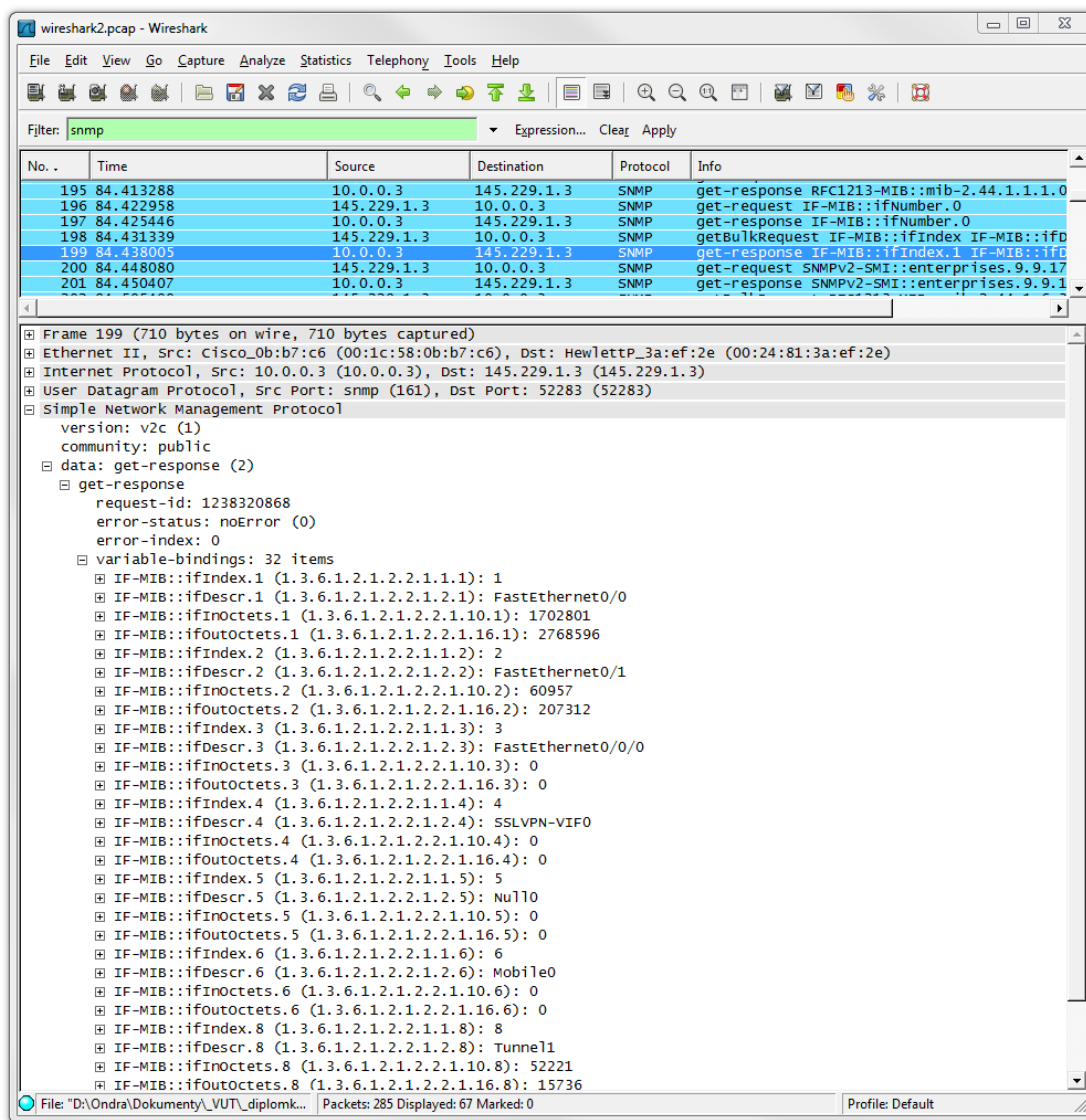 wireshark2.pcap - Wireshark
File Edit View Go Capture Analyze Statistics Telephony Tools Help
Filter: snmp Expression... Clear Apply
No. . Time Source Destination Protocol Info
195 84.413288 10.0.0.3 145.229.1.3 SNMP get-response RFC1213-MIB::mib-2.44.1.1.1.0
196 84.422958 145.229.1.3 10.0.0.3 SNMP get-request IF-MIB::ifNumber.0
197 84.425446 10.0.0.3 145.229.1.3 SNMP get-response IF-MIB::ifNumber.0
198 84.431339 145.229.1.3 10.0.0.3 SNMP getBulkRequest IF-MIB::ifIndex IF-MIB::ifD
199 84.438005 10.0.0.3 145.229.1.3 SNMP get-response IF-MIB::ifIndex.1 IF-MIB::ifD
200 84.448080 145.229.1.3 10.0.0.3 SNMP get-request SNMPv2-SMI::enterprises.9.9.17
201 84.450407 10.0.0.3 145.229.1.3 SNMP get-response SNMPv2-SMI::enterprises.9.9.1
Frame 199 (710 bytes on wire, 710 bytes captured)
Ethernet II, Src: Cisco_0b:b7:c6 (00:1c:58:0b:b7:c6), Dst: HewlettP_3a:ef:2e (00:24:81:3a:ef:2e)
Internet Protocol, Src: 10.0.0.3 (10.0.0.3), Dst: 145.229.1.3 (145.229.1.3)
User Datagram Protocol, Src Port: snmp (161), Dst Port: 52283 (52283)
Simple Network Management Protocol
version: v2c (1)
community: public
data: get-response (2)
get-response
request-id: 1238320868
error-status: noError (0)
error-index: 0
variable-bindings: 32 items
IF-MIB::ifIndex.1 (1.3.6.1.2.1.2.2.1.1.1): 1
IF-MIB::ifDescr.1 (1.3.6.1.2.1.2.2.1.2.1): FastEthernet0/0
IF-MIB::ifInOctets.1 (1.3.6.1.2.1.2.2.1.10.1): 1702801
IF-MIB::ifOutOctets.1 (1.3.6.1.2.1.2.2.1.16.1): 2768596
IF-MIB::ifIndex.2 (1.3.6.1.2.1.2.2.1.1.2): 2
IF-MIB::ifDescr.2 (1.3.6.1.2.1.2.2.1.2.2): FastEthernet0/1
IF-MIB::ifInOctets.2 (1.3.6.1.2.1.2.2.1.10.2): 60957
IF-MIB::ifOutOctets.2 (1.3.6.1.2.1.2.2.1.16.2): 207312
IF-MIB::ifIndex.3 (1.3.6.1.2.1.2.2.1.1.3): 3
IF-MIB::ifDescr.3 (1.3.6.1.2.1.2.2.1.2.3): FastEthernet0/0/0
IF-MIB::ifInOctets.3 (1.3.6.1.2.1.2.2.1.10.3): 0
IF-MIB::ifOutOctets.3 (1.3.6.1.2.1.2.2.1.16.3): 0
IF-MIB::ifIndex.4 (1.3.6.1.2.1.2.2.1.1.4): 4
IF-MIB::ifDescr.4 (1.3.6.1.2.1.2.2.1.2.4): SSLVPN-VIF0
IF-MIB::ifInOctets.4 (1.3.6.1.2.1.2.2.1.10.4): 0
IF-MIB::ifOutOctets.4 (1.3.6.1.2.1.2.2.1.16.4): 0
IF-MIB::ifIndex.5 (1.3.6.1.2.1.2.2.1.1.5): 5
IF-MIB::ifDescr.5 (1.3.6.1.2.1.2.2.1.2.5): Null0
IF-MIB::ifInOctets.5 (1.3.6.1.2.1.2.2.1.10.5): 0
IF-MIB::ifOutOctets.5 (1.3.6.1.2.1.2.2.1.16.5): 0
IF-MIB::ifIndex.6 (1.3.6.1.2.1.2.2.1.1.6): 6
IF-MIB::ifDescr.6 (1.3.6.1.2.1.2.2.1.2.6): Mobile0
IF-MIB::ifInOctets.6 (1.3.6.1.2.1.2.2.1.10.6): 0
IF-MIB::ifOutOctets.6 (1.3.6.1.2.1.2.2.1.16.6): 0
IF-MIB::ifIndex.8 (1.3.6.1.2.1.2.2.1.1.8): 8
IF-MIB::ifDescr.8 (1.3.6.1.2.1.2.2.1.2.8): Tunnel1
IF-MIB::ifInOctets.8 (1.3.6.1.2.1.2.2.1.10.8): 52221
IF-MIB::ifOutOctets.8 (1.3.6.1.2.1.2.2.1.16.8): 15736
File: "D:\Ondra\Dokumenty\_VUT\_diplomk... Packets: 285 Displayed: 67 Marked: 0 Profile: Default